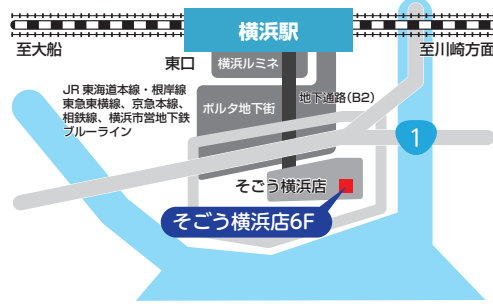 横浜駅
至大船
至川崎方面
東口
横浜ルミネ
JR 東海道本線・根岸線
東急東横線、京急本線、
相鉄線、横浜市営地下鉄
ブルーライン
ポルタ地下街
地下通路(B2)
1
そごう横浜店
そごう横浜店6F